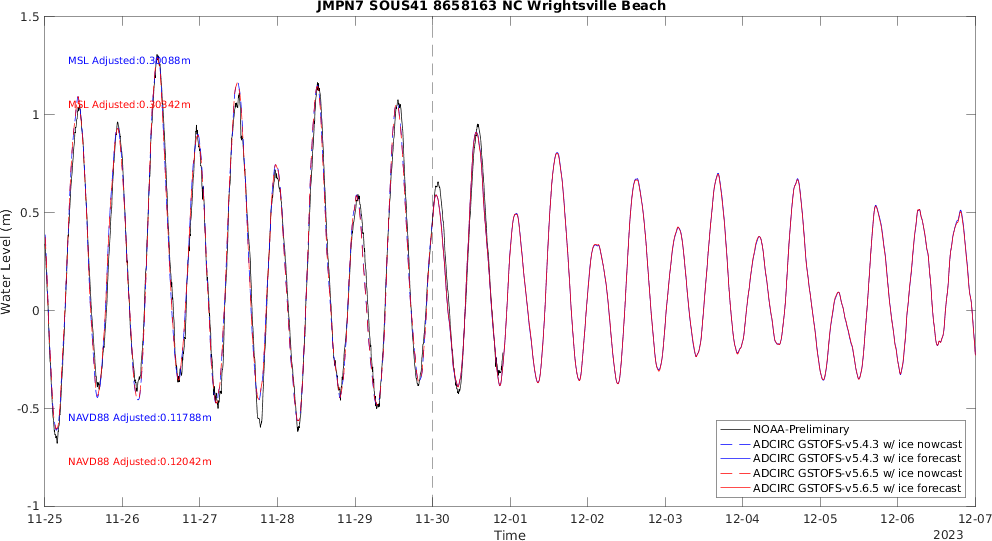 JMPN7 SOUS41 8658163 NC Wrightsville Beach
1.5
1
0.5
0
-0.5
-1
Water Level (m)
MSL Adjusted:0.30088m
MSL Adjusted:0.30342m
NAVD88 Adjusted:0.11788m
NAVD88 Adjusted:0.12042m
NOAA-Preliminary
ADCIRC GSTOFS-v5.4.3 w/ ice nowcast
ADCIRC GSTOFS-v5.4.3 w/ ice forecast
ADCIRC GSTOFS-v5.6.5 w/ ice nowcast
ADCIRC GSTOFS-v5.6.5 w/ ice forecast
11-25 11-26 11-27 11-28 11-29 11-30 12-01 12-02 12-03 12-04 12-05 12-06 12-07
Time
2023